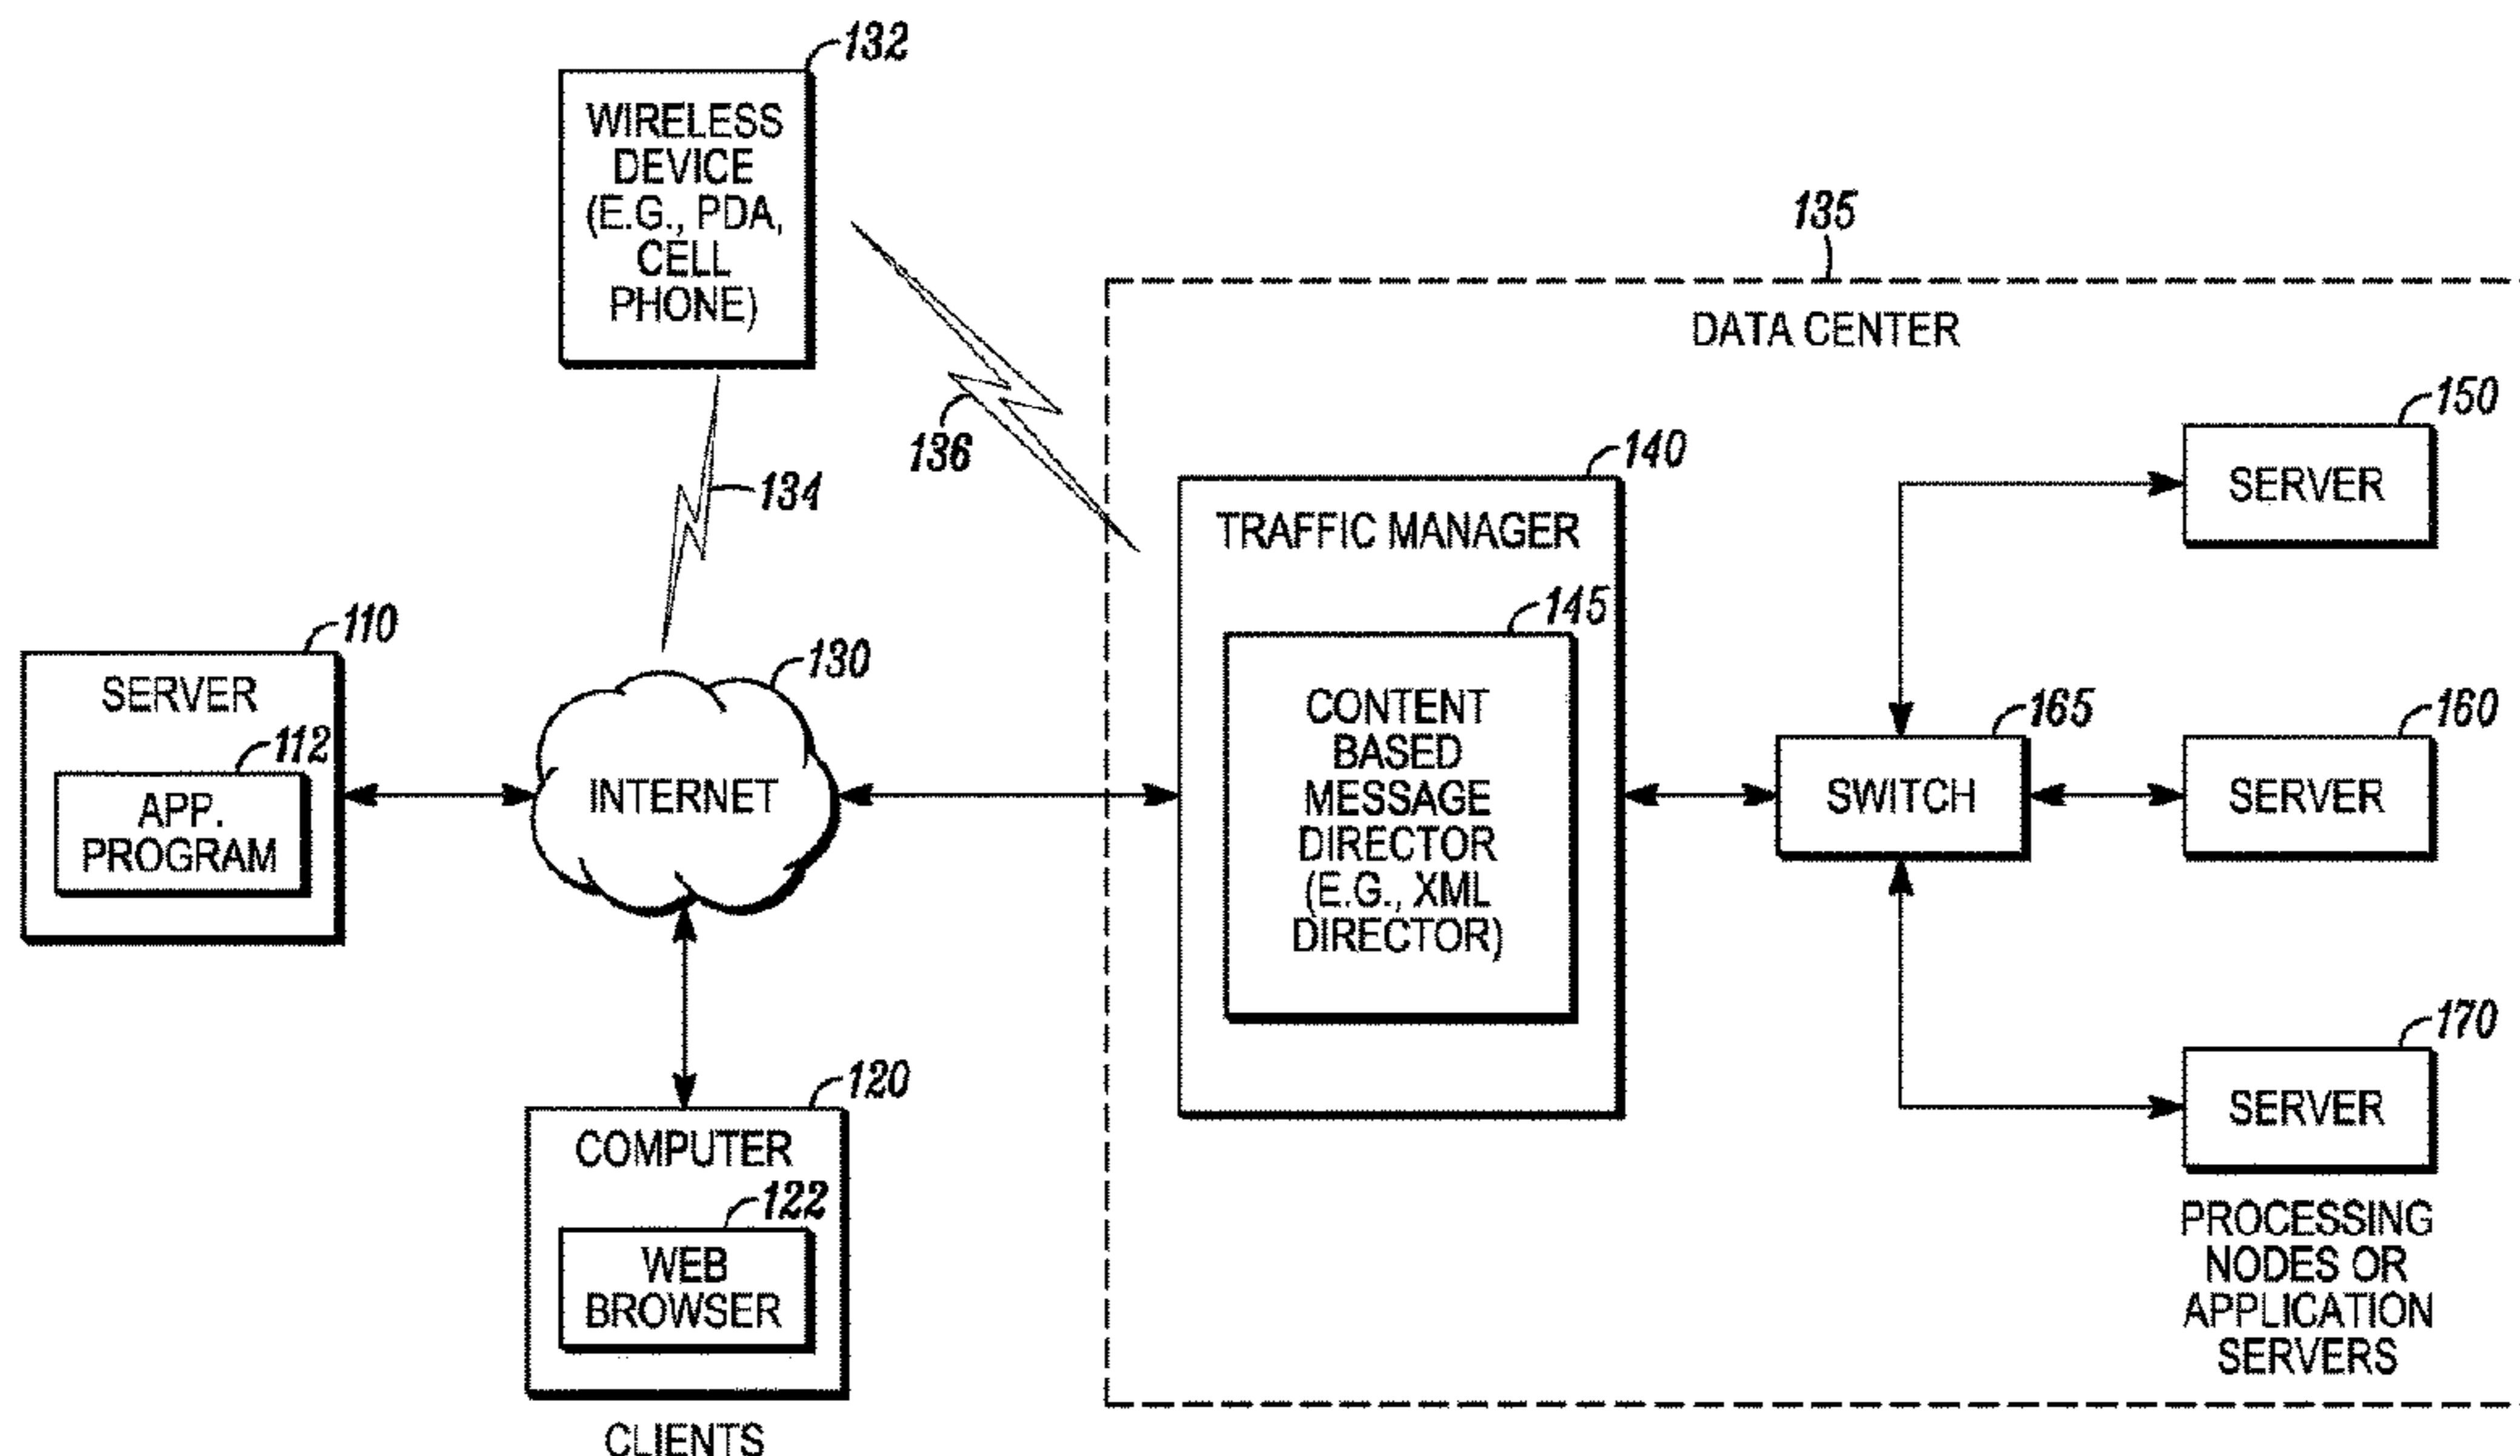 132
WIRELESS
DEVICE
(E.G., PDA,
CELL
PHONE)
134
136
135
DATA CENTER
110
SERVER
112
APP.
PROGRAM
130
INTERNET
120
COMPUTER
122
WEB
BROWSER
CLIENTS
140
TRAFFIC MANAGER
145
CONTENT
BASED
MESSAGE
DIRECTOR
(E.G., XML
DIRECTOR)
165
SWITCH
150
SERVER
160
SERVER
170
SERVER
PROCESSING
NODES OR
APPLICATION
SERVERS